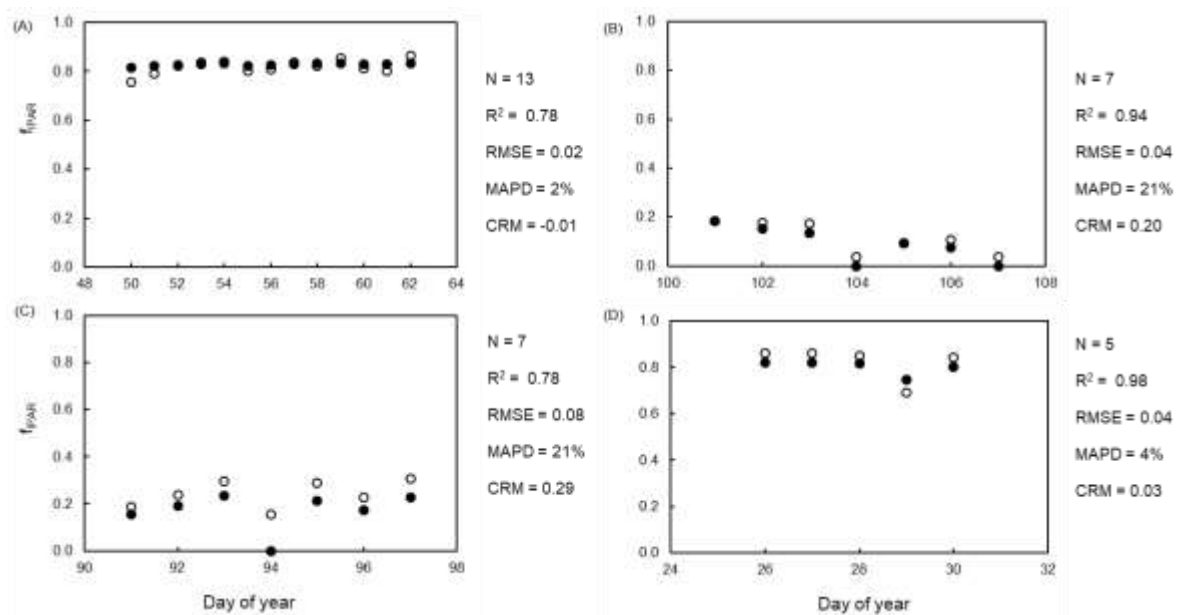 (A)
1.0
0.8
0.6
0.4
0.2
0.0
fIPAR
48 50 52 54 56 58 60 62 64
N = 13
R² = 0.78
RMSE = 0.02
MAPD = 2%
CRM = -0.01
(B)
1.0
0.8
0.6
0.4
0.2
0.0
100 102 104 106 108
N = 7
R² = 0.94
RMSE = 0.04
MAPD = 21%
CRM = 0.20
(C)
1.0
0.8
0.6
0.4
0.2
0.0
fIPAR
90 92 94 96 98
Day of year
N = 7
R² = 0.78
RMSE = 0.08
MAPD = 21%
CRM = 0.29
(D)
1.0
0.8
0.6
0.4
0.2
0.0
24 26 28 30 32
Day of year
N = 5
R² = 0.98
RMSE = 0.04
MAPD = 4%
CRM = 0.03